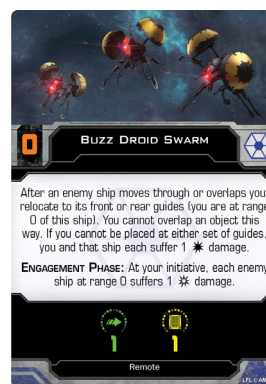 0
BUZZ DROID SWARM
After an enemy ship moves through or overlaps you
relocate to its front or rear guides (you are at range
0 of this ship). You cannot overlap an object this
way. If you cannot be placed at either set of guides,
you and that ship each suffer 1 damage.
ENGAGEMENT PHASE: At your initiative, each enemy
ship at range 0 suffers 1 damage.
1 1
Remote
LFL © AM